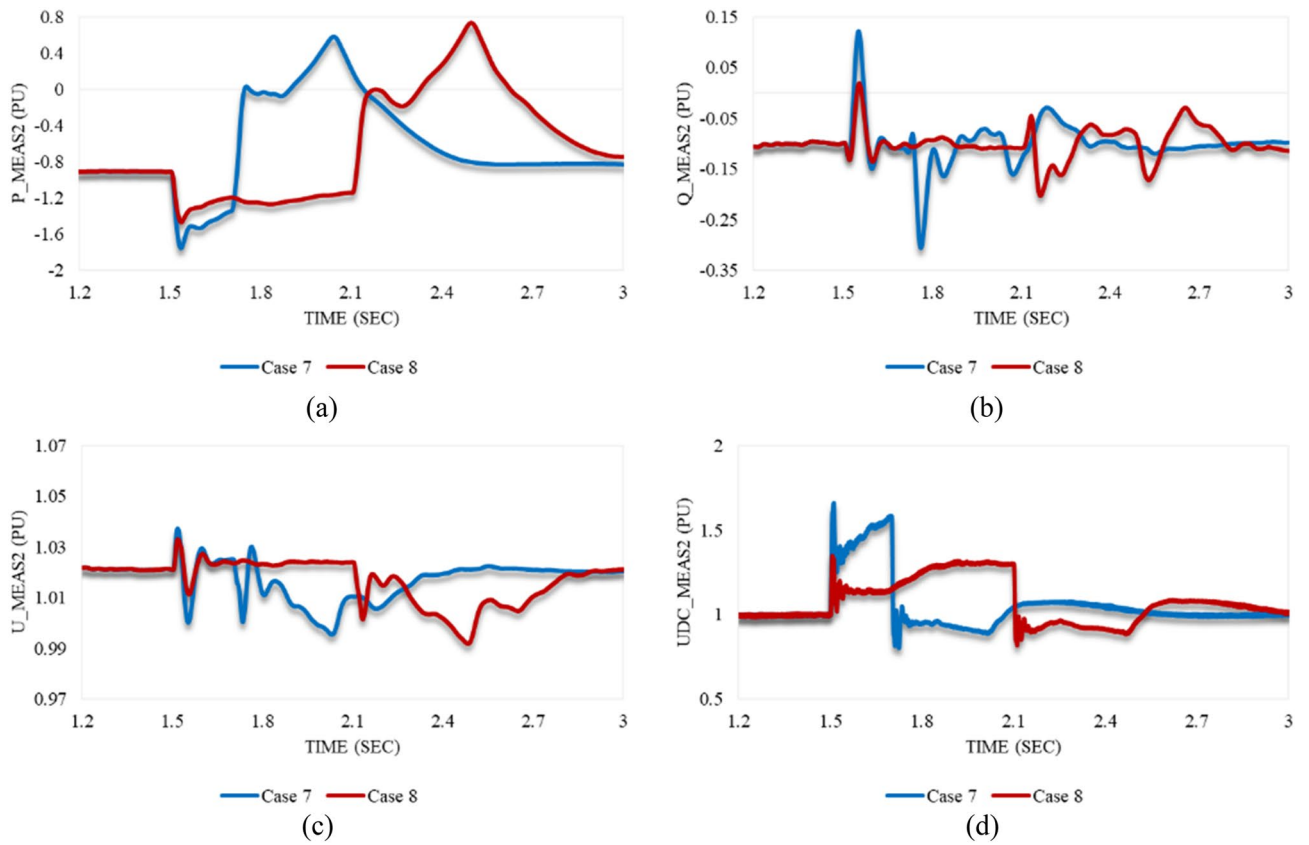 0.8
0.4
0
-0.4
-0.8
-1.2
-1.6
-2
P_MEAS2 (PU)
1.2 1.5 1.8 2.1 2.4 2.7 3
TIME (SEC)
Case 7 Case 8
(a)
0.15
0.05
-0.05
-0.15
-0.25
-0.35
Q_MEAS2 (PU)
1.2 1.5 1.8 2.1 2.4 2.7 3
TIME (SEC)
Case 7 Case 8
(b)
1.07
1.05
1.03
1.01
0.99
0.97
U_MEAS2 (PU)
1.2 1.5 1.8 2.1 2.4 2.7 3
TIME (SEC)
Case 7 Case 8
(c)
2
1.5
1
0.5
UDC_MEAS2 (PU)
1.2 1.5 1.8 2.1 2.4 2.7 3
TIME (SEC)
Case 7 Case 8
(d)